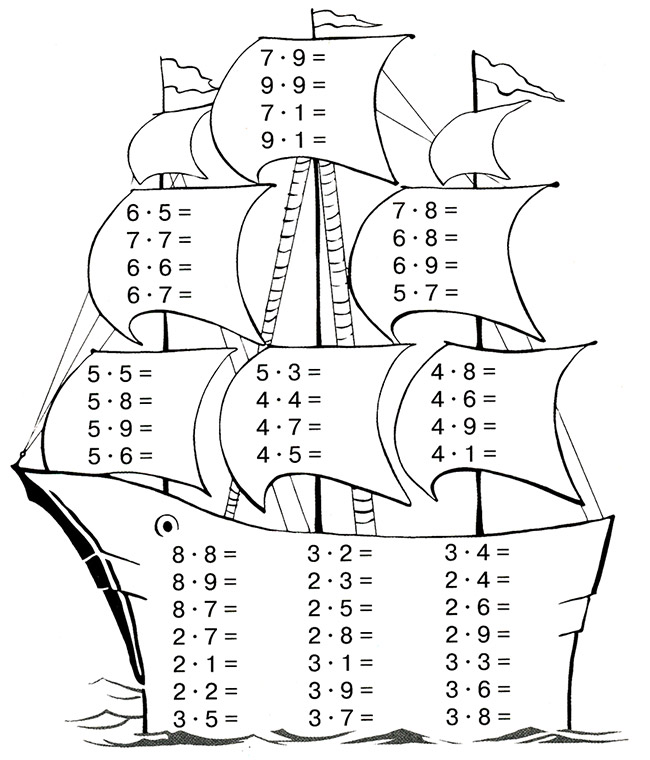 7 · 9 =
9 · 9 =
7 · 1 =
9 · 1 =
6 · 5 =
7 · 7 =
6 · 6 =
6 · 7 =
7 · 8 =
6 · 8 =
6 · 9 =
5 · 7 =
5 · 5 =
5 · 8 =
5 · 9 =
5 · 6 =
5 · 3 =
4 · 4 =
4 · 7 =
4 · 5 =
4 · 8 =
4 · 6 =
4 · 9 =
4 · 1 =
8 · 8 =
8 · 9 =
8 · 7 =
2 · 7 =
2 · 1 =
2 · 2 =
3 · 5 =
3 · 2 =
2 · 3 =
2 · 5 =
2 · 8 =
3 · 1 =
3 · 9 =
3 · 7 =
3 · 4 =
2 · 4 =
2 · 6 =
2 · 9 =
3 · 3 =
3 · 6 =
3 · 8 =